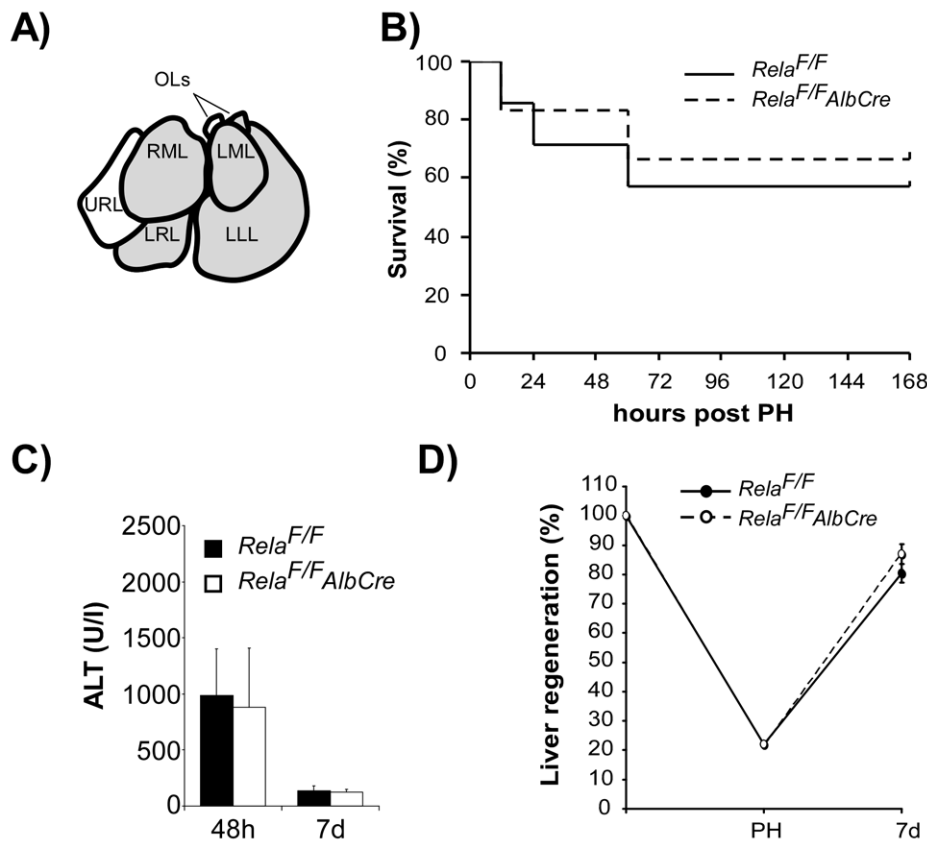 A)
OLs
RML
LML
URL
LRL
LLL
B)
Survival (%)
100
80
60
40
20
0
Rela^F/F
Rela^F/F AlbCre
0 24 48 72 96 120 144 168
hours post PH
C)
ALT (U/l)
2500
2000
1500
1000
500
0
Rela^F/F
Rela^F/F AlbCre
48h 7d
D)
Liver regeneration (%)
110
100
90
80
70
60
50
40
30
20
10
0
Rela^F/F
Rela^F/F AlbCre
PH 7d